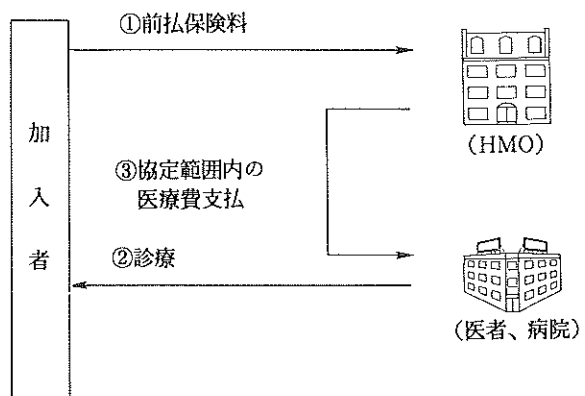 ①前払保険料
加入者
(HMO)
③協定範囲内の
医療費支払
②診療
(医者、病院)